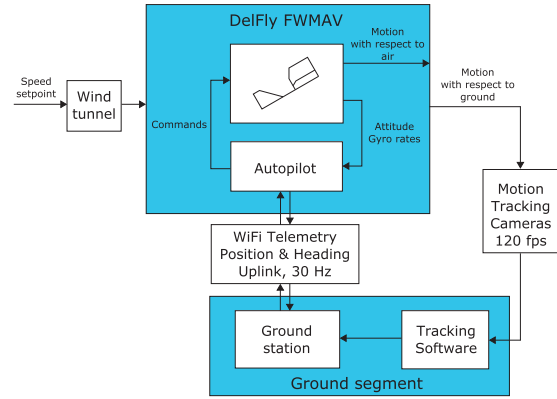 DelFly FWMAV
Speed
setpoint
Wind
tunnel
Commands
Motion
with respect to
air
Motion
with respect to
ground
Attitude
Gyro rates
Autopilot
WiFi Telemetry
Position & Heading
Uplink, 30 Hz
Motion
Tracking
Cameras
120 fps
Ground
station
Tracking
Software
Ground segment